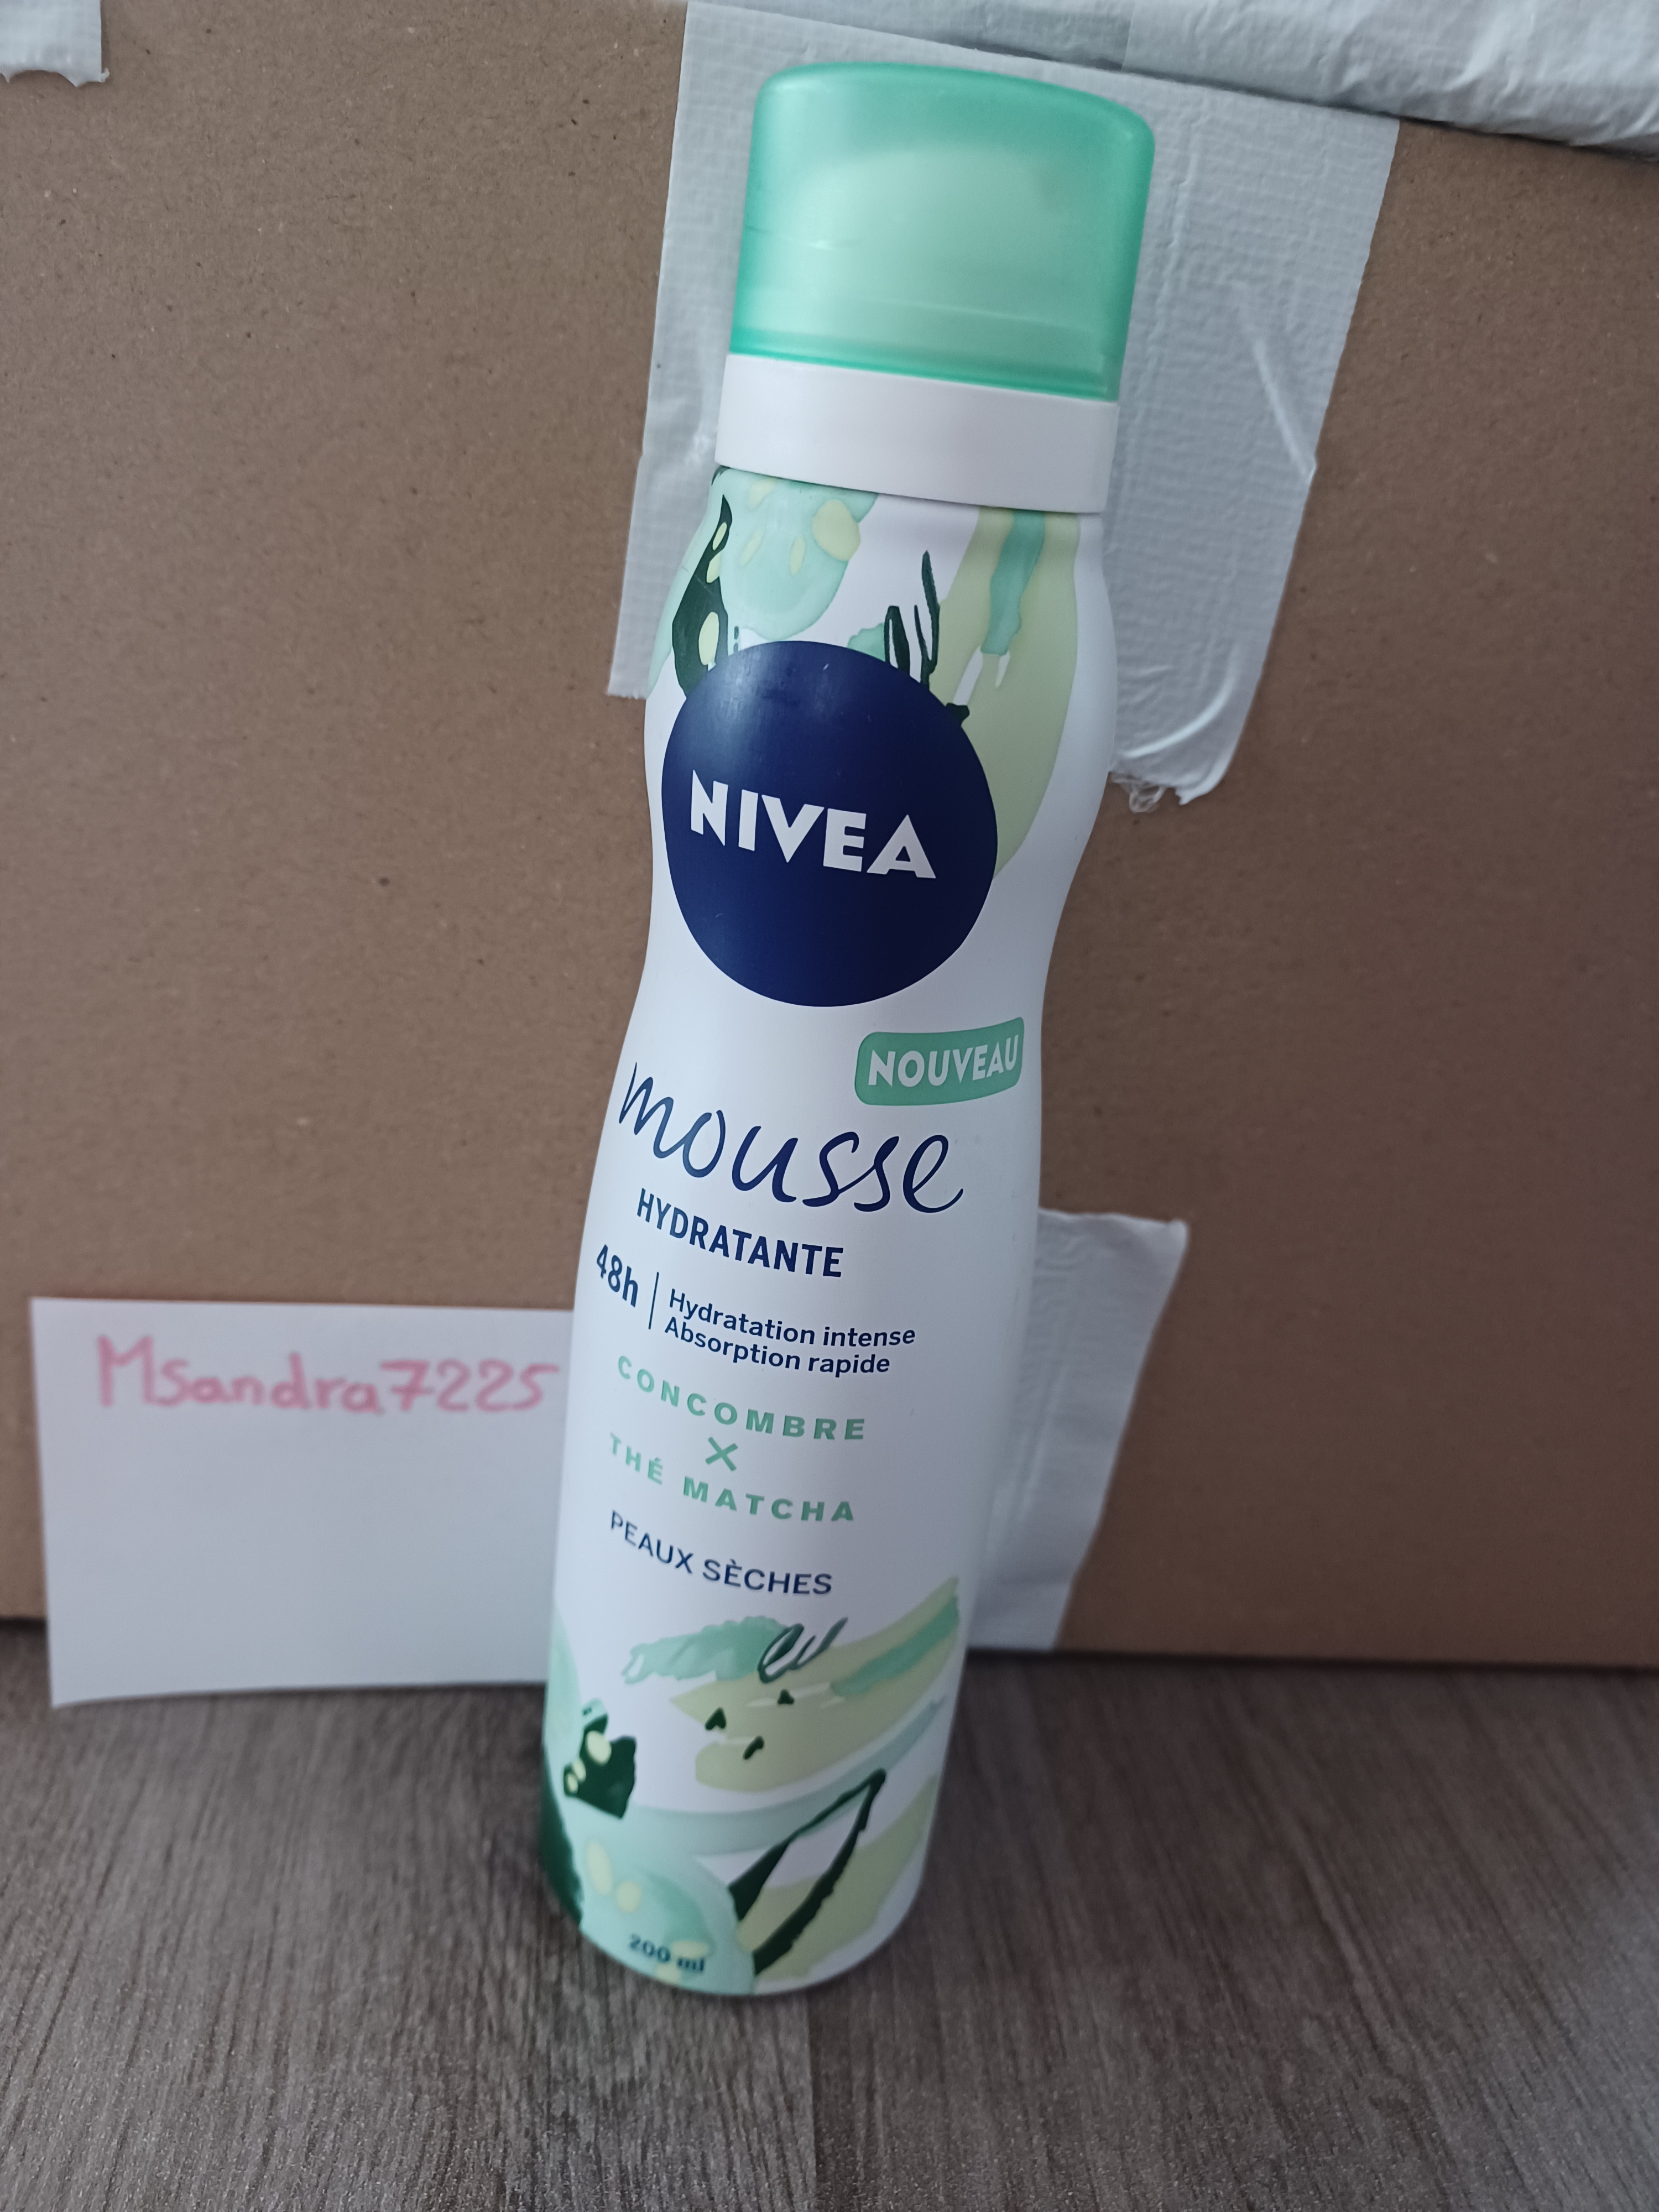 NIVEA
NOUVEAU
mousse
HYDRATANTE
48h
Hydratation intense
Absorption rapide
CONCOMBRE
X
THÉ MATCHA
PEAUX SÈCHES
200 ml
MSandra7225